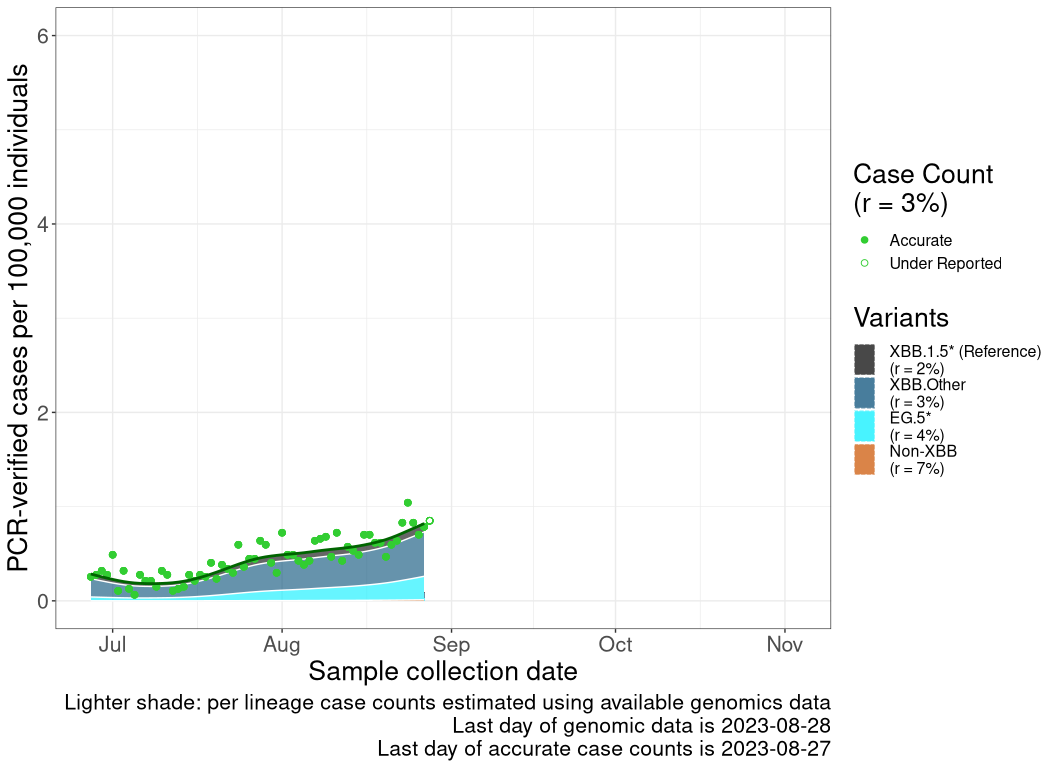 PCR-verified cases per 100,000 individuals
6
4
2
0
Jul Aug Sep Oct Nov
Sample collection date
Lighter shade: per lineage case counts estimated using available genomics data
Last day of genomic data is 2023-08-28
Last day of accurate case counts is 2023-08-27
Case Count
(r = 3%)
Accurate
Under Reported
Variants
XBB.1.5* (Reference)
(r = 2%)
XBB.Other
(r = 3%)
EG.5*
(r = 4%)
Non-XBB
(r = 7%)